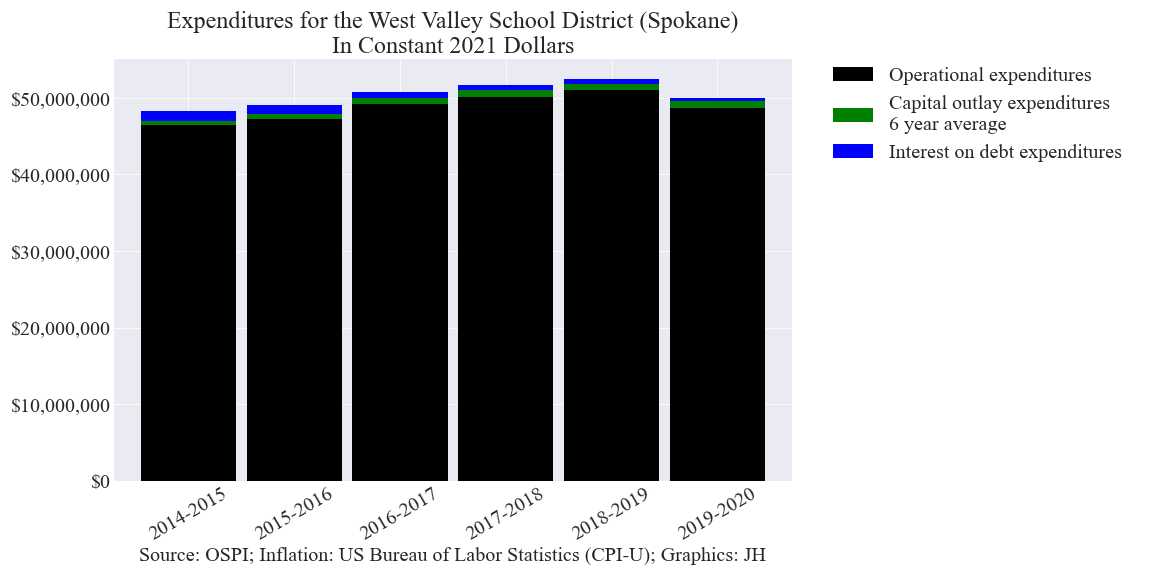 Expenditures for the West Valley School District (Spokane)
In Constant 2021 Dollars
Operational expenditures
Capital outlay expenditures
6 year average
Interest on debt expenditures
$50,000,000
$40,000,000
$30,000,000
$20,000,000
$10,000,000
$0
2014-2015
2015-2016
2016-2017
2017-2018
2018-2019
2019-2020
Source: OSPI; Inflation: US Bureau of Labor Statistics (CPI-U); Graphics: JH